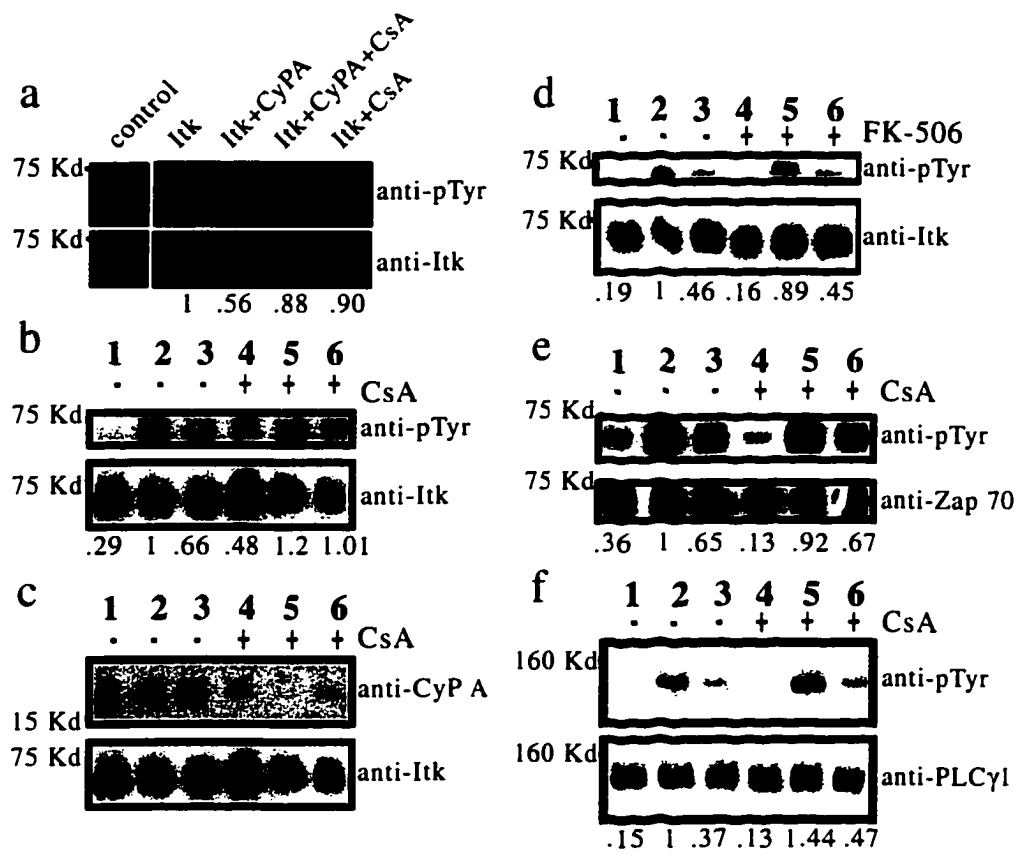 a
control
Itk
Itk+CyPA
Itk+CyPA+CsA
Itk+CsA
75 Kd
anti-pTyr
75 Kd
anti-Itk
1 .56 .88 .90
b
1 2 3 4 5 6
- - - + + + CsA
75 Kd anti-pTyr
75 Kd anti-Itk
.29 1 .66 .48 1.2 1.01
c
1 2 3 4 5 6
- - - + + + CsA
anti-CyP A
15 Kd
75 Kd
anti-Itk
d
1 2 3 4 5 6
- - - + + + FK-506
75 Kd anti-pTyr
75 Kd anti-Itk
.19 1 .46 .16 .89 .45
e
1 2 3 4 5 6
- - - + + + CsA
75 Kd
anti-pTyr
75 Kd
anti-Zap 70
.36 1 .65 .13 .92 .67
f
1 2 3 4 5 6
- - - + + + CsA
160 Kd
anti-pTyr
160 Kd
anti-PLCγ1
.15 1 .37 .13 1.44 .47